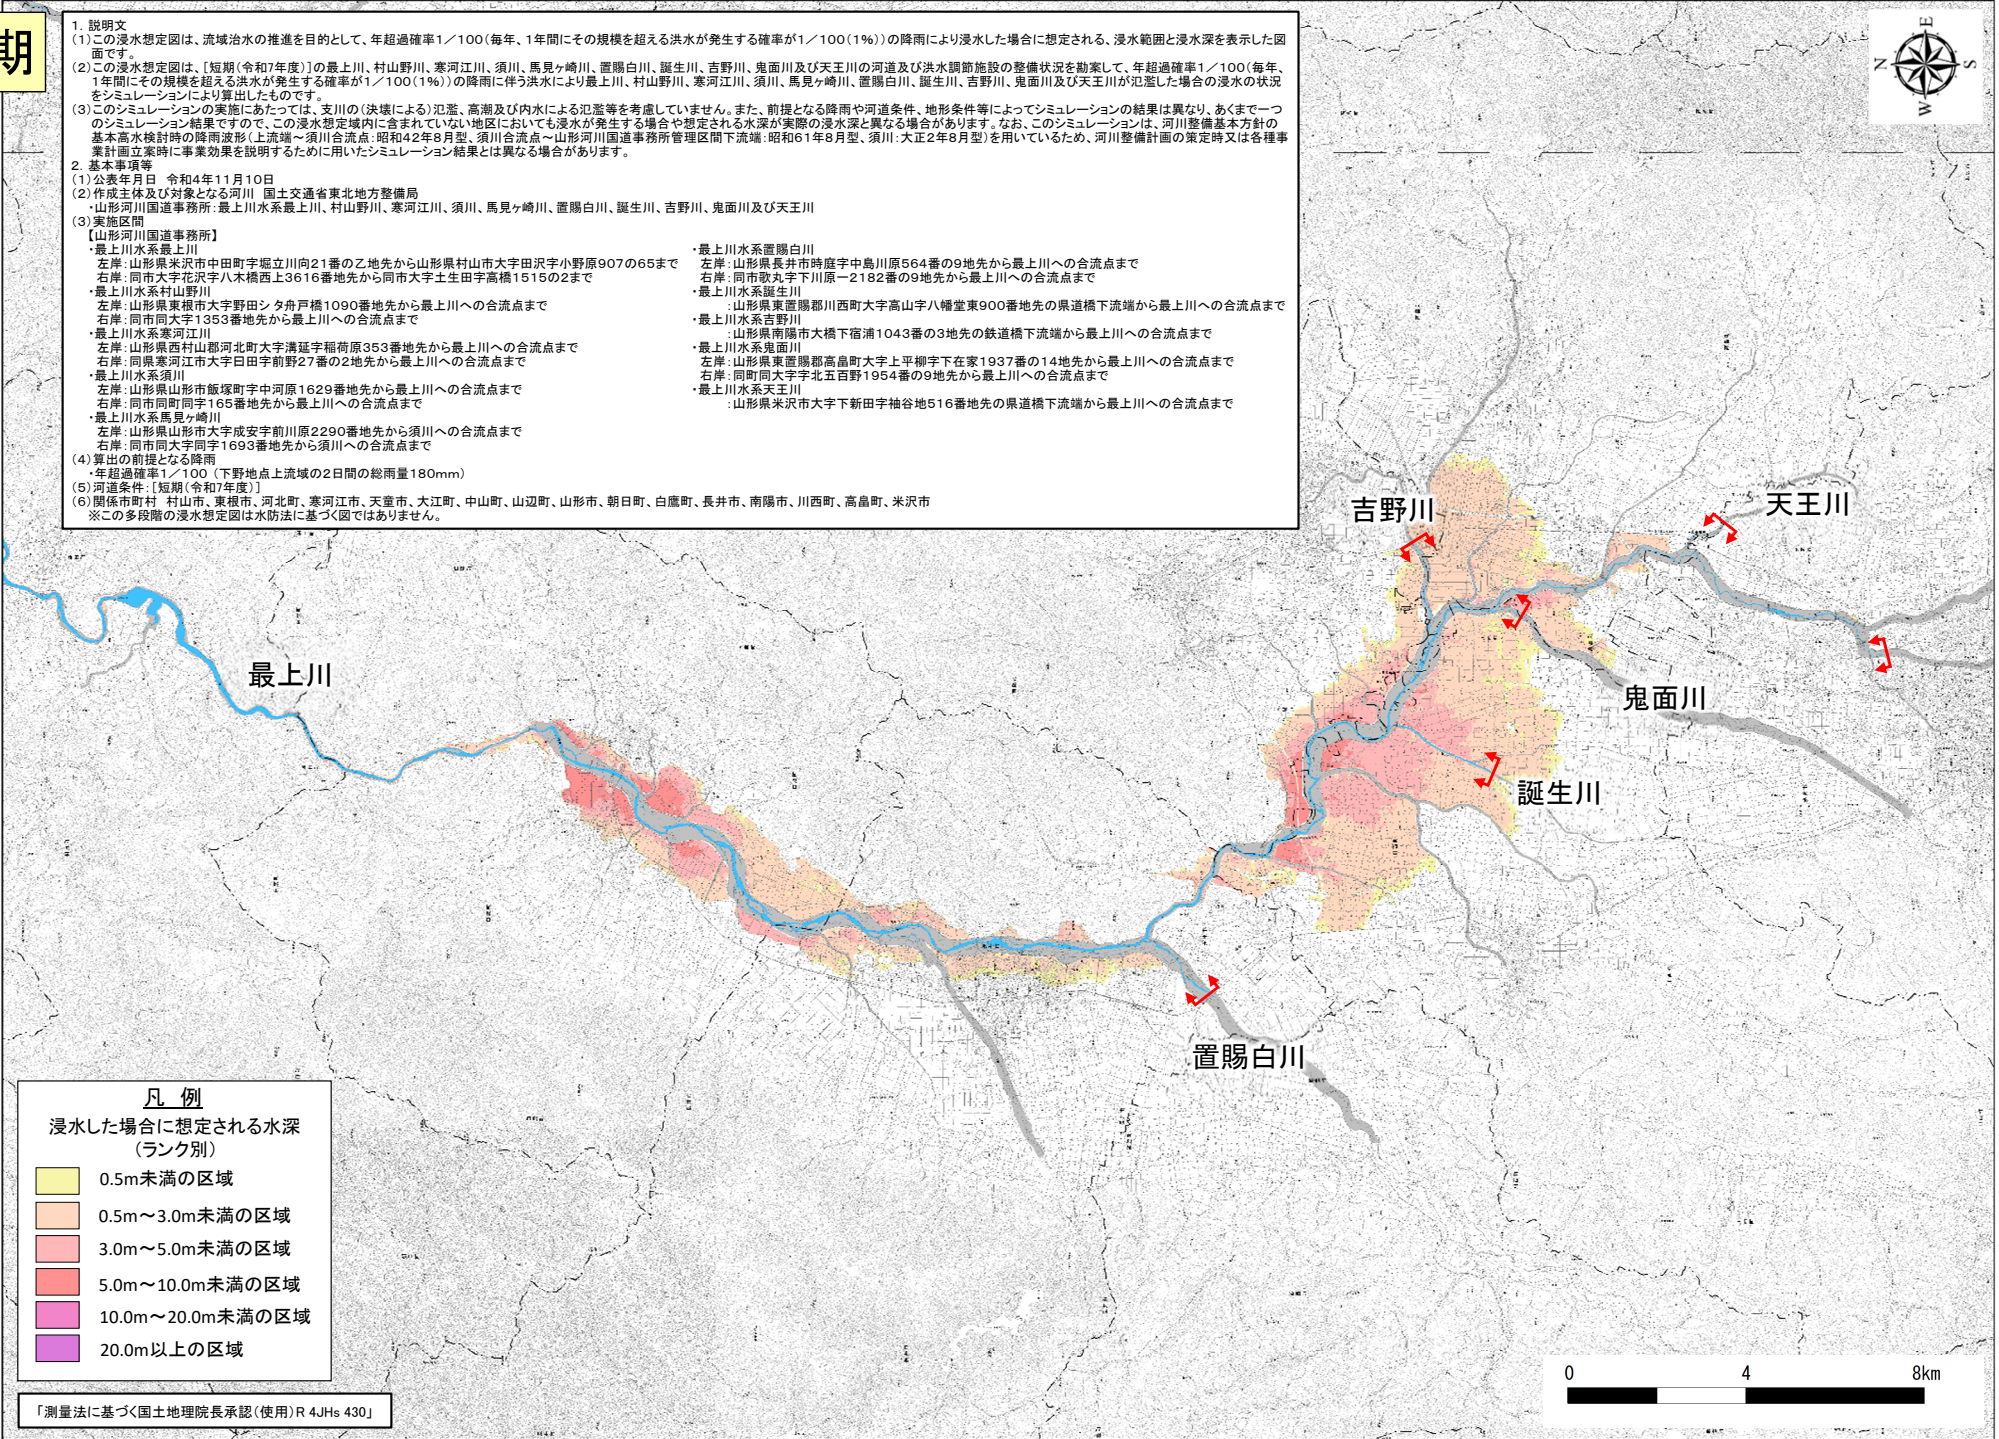 期
1. 説明文
(1)この浸水想定図は、流域治水の推進を目的として、年超過確率1/100(毎年、1年間にその規模を超える洪水が発生する確率が1/100(1%))の降雨により浸水した場合に想定される、浸水範囲と浸水深を表示した図
面です。
(2)この浸水想定図は、[短期(令和7年度)]の最上川、村山野川、寒河江川、須川、馬見ヶ崎川、置賜白川、誕生川、吉野川、鬼面川及び天王川の河道及び洪水調節施設の整備状況を勘案して、年超過確率1/100(毎年、
1年間にその規模を超える洪水が発生する確率が1/100(1%))の降雨に伴う洪水により最上川、村山野川、寒河江川、須川、馬見ヶ崎川、置賜白川、誕生川、吉野川、鬼面川及び天王川が氾濫した場合の浸水の状況
をシミュレーションにより算出したものです。
(3)このシミュレーションの実施にあたっては、支川の(決壊による)氾濫、高潮及び内水による氾濫等を考慮していません。また、前提となる降雨や河道条件、地形条件等によってシミュレーションの結果は異なり、あくまで一つ
のシミュレーション結果ですので、この浸水想定域内に含まれていない地区においても浸水が発生する場合や想定される水深が実際の浸水深と異なる場合があります。なお、このシミュレーションは、河川整備基本方針の
基本高水検討時の降雨波形(上流端~須川合流点:昭和42年8月型、須川合流点~山形河川国道事務所管理区間下流端:昭和61年8月型、須川:大正2年8月型)を用いているため、河川整備計画の策定時又は各種事
業計画立案時に事業効果を説明するために用いたシミュレーション結果とは異なる場合があります。
2. 基本事項等
(1)公表年月日 令和4年11月10日
(2)作成主体及び対象となる河川 国土交通省東北地方整備局
・山形河川国道事務所:最上川水系最上川、村山野川、寒河江川、須川、馬見ヶ崎川、置賜白川、誕生川、吉野川、鬼面川及び天王川
(3)実施区間
【山形河川国道事務所】
・最上川水系最上川
左岸:山形県米沢市中田町字堀立川向21番の乙地先から山形県村山市大字田沢字小野原907の65まで
右岸:同市大字花沢字八木橋西上3616番地先から同市大字土生田字高橋1515の2まで
・最上川水系村山野川
左岸:山形県東根市大字野田シタ舟戸橋1090番地先から最上川への合流点まで
右岸:同市同大字1353番地先から最上川への合流点まで
・最上川水系寒河江川
左岸:山形県西村山郡河北町大字溝延字稲荷原353番地先から最上川への合流点まで
右岸:同県寒河江市大字日田字前野27番の2地先から最上川への合流点まで
・最上川水系須川
左岸:山形県山形市飯塚町字中河原1629番地先から最上川への合流点まで
右岸:同市同町同字165番地先から最上川への合流点まで
・最上川水系馬見ヶ崎川
左岸:山形県山形市大字成安字前川原2290番地先から須川への合流点まで
右岸:同市同大字同字1693番地先から須川への合流点まで
・最上川水系置賜白川
左岸:山形県長井市時庭字中島川原564番の9地先から最上川への合流点まで
右岸:同市歌丸字下川原一2182番の9地先から最上川への合流点まで
・最上川水系誕生川
:山形県東置賜郡川西町大字高山字八幡堂東900番地先の県道橋下流端から最上川への合流点まで
・最上川水系吉野川
:山形県南陽市大橋下宿浦1043番の3地先の鉄道橋下流端から最上川への合流点まで
・最上川水系鬼面川
左岸:山形県東置賜郡高畠町大字上平柳字下在家1937番の14地先から最上川への合流点まで
右岸:同町同大字字北五百野1954番の9地先から最上川への合流点まで
・最上川水系天王川
:山形県米沢市大字下新田字袖谷地516番地先の県道橋下流端から最上川への合流点まで
(4)算出の前提となる降雨
・年超過確率1/100 (下野地点上流域の2日間の総雨量180mm)
(5)河道条件:[短期(令和7年度)]
(6)関係市町村 村山市、東根市、河北町、寒河江市、天童市、大江町、中山町、山辺町、山形市、朝日町、白鷹町、長井市、南陽市、川西町、高畠町、米沢市
※この多段階の浸水想定図は水防法に基づく図ではありません。
E
N
S
W
吉野川
天王川
最上川
鬼面川
誕生川
置賜白川
凡 例
浸水した場合に想定される水深
(ランク別)
0.5m未満の区域
0.5m~3.0m未満の区域
3.0m~5.0m未満の区域
5.0m~10.0m未満の区域
10.0m~20.0m未満の区域
20.0m以上の区域
「測量法に基づく国土地理院長承認(使用)R 4JHs 430」
0 4 8km